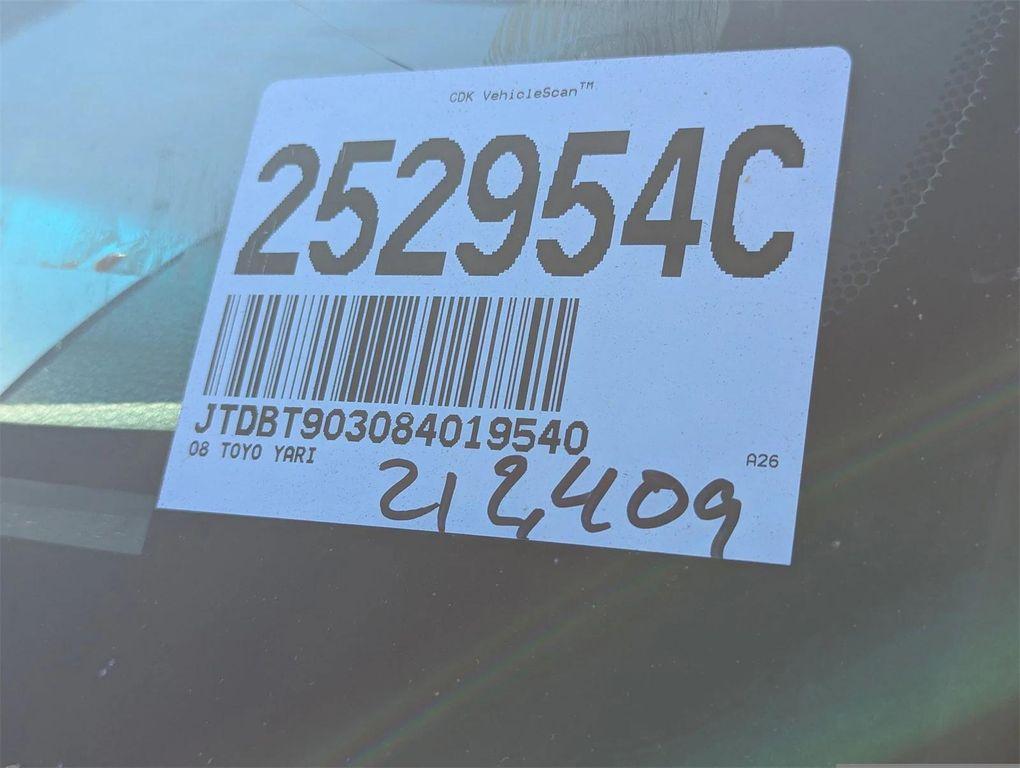 CDK VehicleScan™
252954C
JTDBT903084019540
08 TOYO YARI
A26
212,409